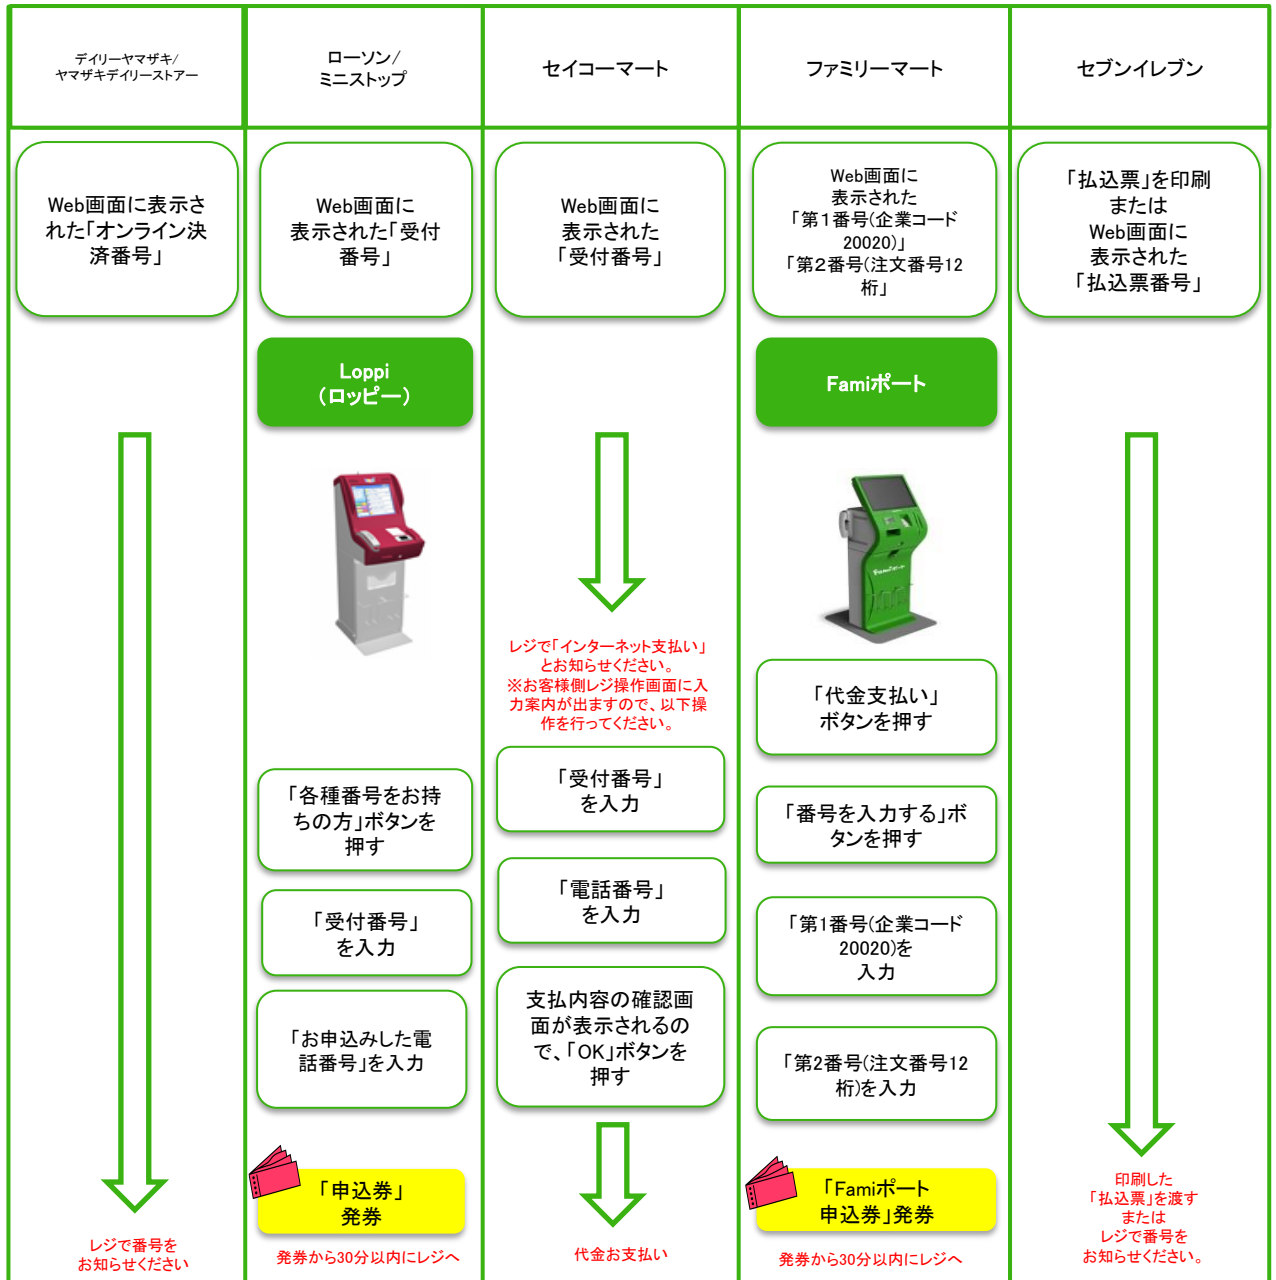 デイリーヤマザキ/
ヤマザキデイリーストアー
ローソン/
ミニストップ
セイコーマート
ファミリーマート
セブンイレブン
Web画面に表示さ
れた「オンライン決
済番号」
Web画面に
表示された「受付
番号」
Web画面に
表示された
「受付番号」
Web画面に
表示された
「第１番号(企業コード
20020)」
「第２番号(注文番号12
桁」
「払込票」を印刷
または
Web画面に
表示された
「払込票番号」
Loppi
（ロッピー）
Famiポート
Famiポート
レジで「インターネット支払い」
とお知らせください。
※お客様側レジ操作画面に入
力案内が出ますので、以下操
作を行ってください。
「代金支払い」
ボタンを押す
「各種番号をお持
ちの方」ボタンを
押す
「受付番号」
を入力
「番号を入力する」ボ
タンを押す
「受付番号」
を入力
「電話番号」
を入力
「第1番号(企業コード
20020)を
入力
「お申込みした電
話番号」を入力
支払内容の確認画
面が表示されるの
で、「OK」ボタンを
押す
「第2番号(注文番号12
桁)を入力
「申込券」
発券
「Famiポート
申込券」発券
レジで番号を
お知らせください
発券から30分以内にレジへ
代金お支払い
発券から30分以内にレジへ
印刷した
「払込票」を渡す
または
レジで番号を
お知らせください。